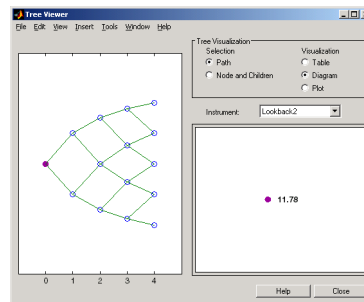 Tree Viewer
File Edit View Insert Tools Window Help
Tree Visualization
Selection
Path
Node and Children
Visualization
Table
Diagram
Plot
Instrument: Lookback2
11.78
0 1 2 3 4
Help Close